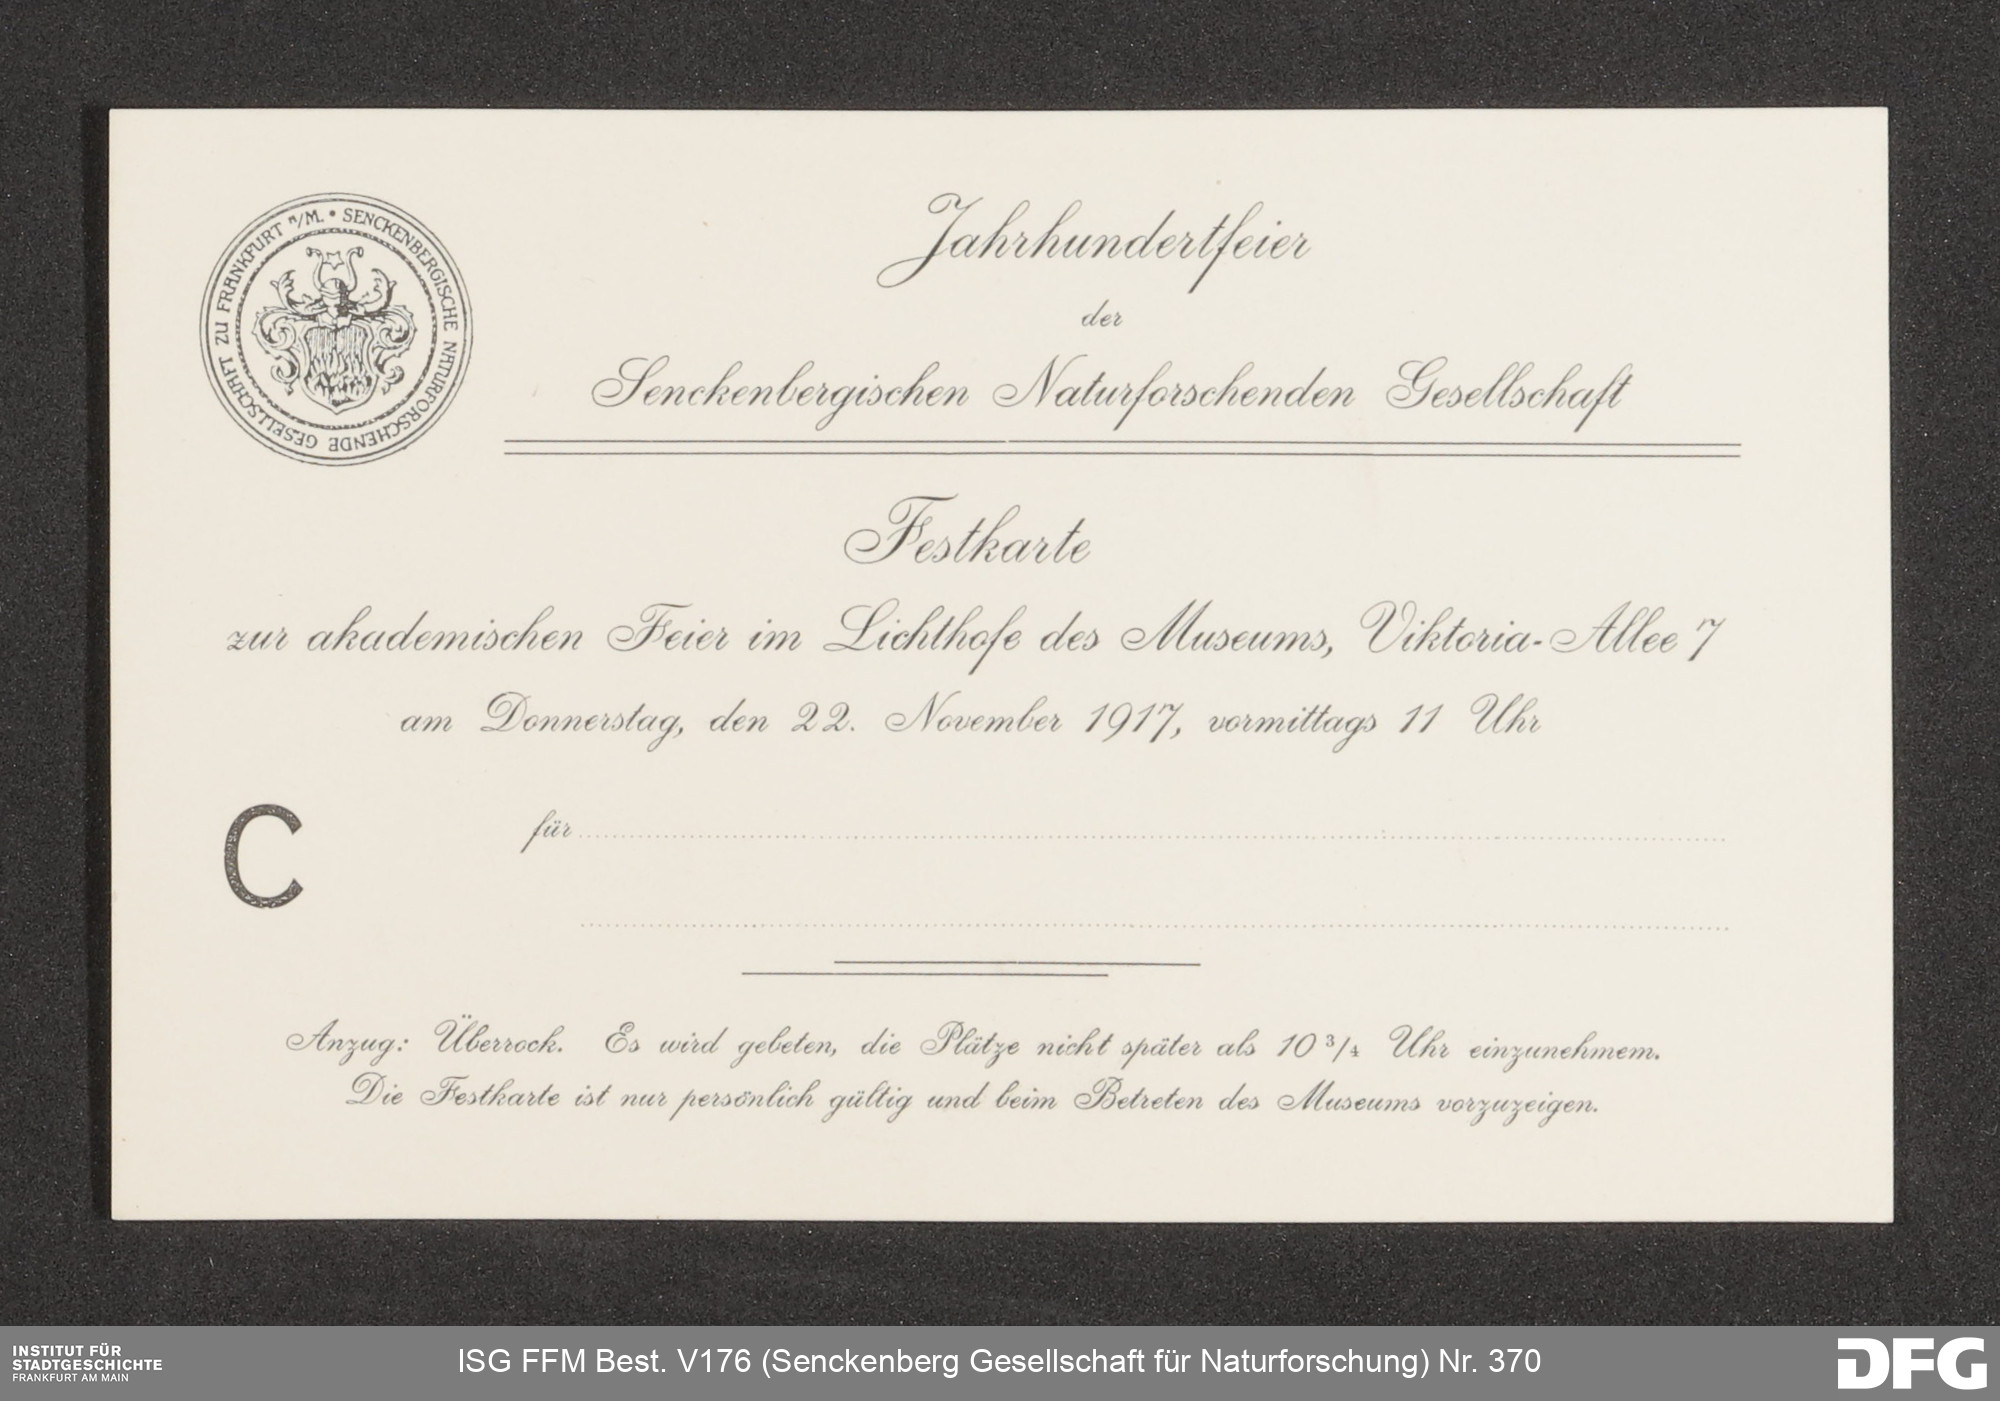 SENCKENBERGISCHE NATURFORSCHENDE GESELLSCHAFT ZU FRANKFURT a/M. •
Jahrhundertfeier
der
Senckenbergischen Naturforschenden Gesellschaft
Festkarte
zur akademischen Feier im Lichthofe des Museums, Viktoria-Allee 7
am Donnerstag, den 22. November 1917, vormittags 11 Uhr
C
für
Anzug: Überrock. Es wird gebeten, die Plätze nicht später als 10 3/4 Uhr einzunehmem.
Die Festkarte ist nur persönlich gültig und beim Betreten des Museums vorzuzeigen.
INSTITUT FÜR
STADTGESCHICHTE
FRANKFURT AM MAIN
ISG FFM Best. V176 (Senckenberg Gesellschaft für Naturforschung) Nr. 370
DFG